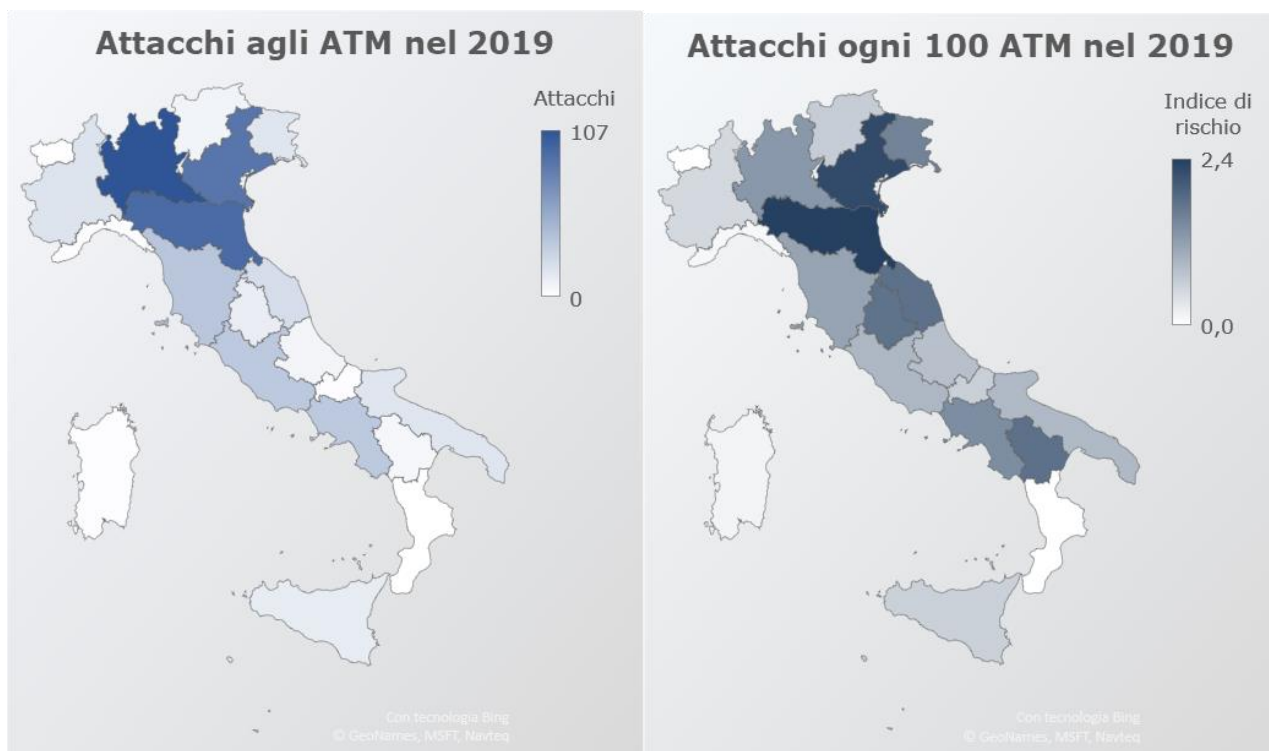 Attacchi agli ATM nel 2019
Attacchi
107
0
Con tecnologia Bing
© GeoNames, MSFT, Navteq
Attacchi ogni 100 ATM nel 2019
Indice di
rischio
2,4
0,0
Con tecnologia Bing
© GeoNames, MSFT, Navteq